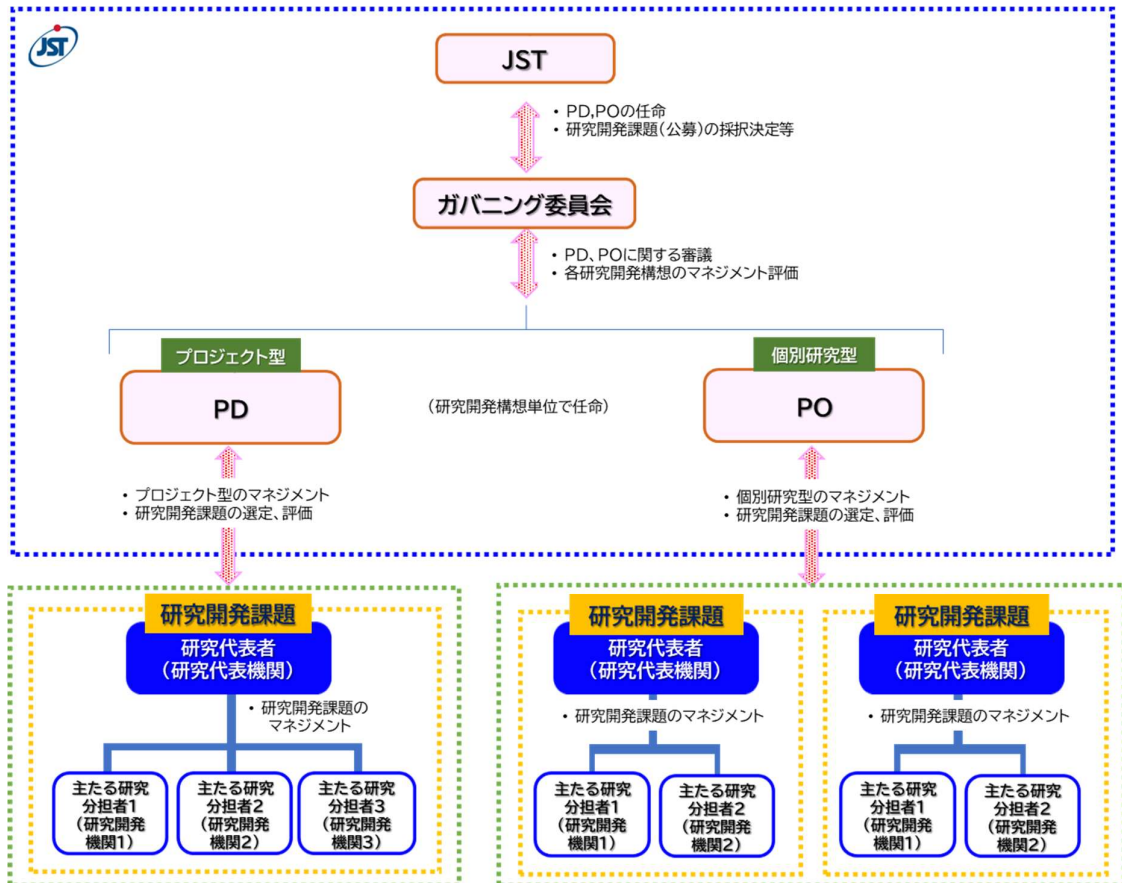 JST
JST
• PD,POの任命
• 研究開発課題(公募)の採択決定等
ガバニング委員会
• PD、POに関する審議
• 各研究開発構想のマネジメント評価
プロジェクト型
PD
(研究開発構想単位で任命)
個別研究型
PO
• プロジェクト型のマネジメント
• 研究開発課題の選定、評価
• 個別研究型のマネジメント
• 研究開発課題の選定、評価
研究開発課題
研究代表者
(研究代表機関)
• 研究開発課題の
マネジメント
主たる研究
分担者1
(研究開発
機関1)
主たる研究
分担者2
(研究開発
機関2)
主たる研究
分担者3
(研究開発
機関3)
研究開発課題
研究代表者
(研究代表機関)
• 研究開発課題のマネジメント
主たる研究
分担者1
(研究開発
機関1)
主たる研究
分担者2
(研究開発
機関2)
研究開発課題
研究代表者
(研究代表機関)
• 研究開発課題のマネジメント
主たる研究
分担者1
(研究開発
機関1)
主たる研究
分担者2
(研究開発
機関2)